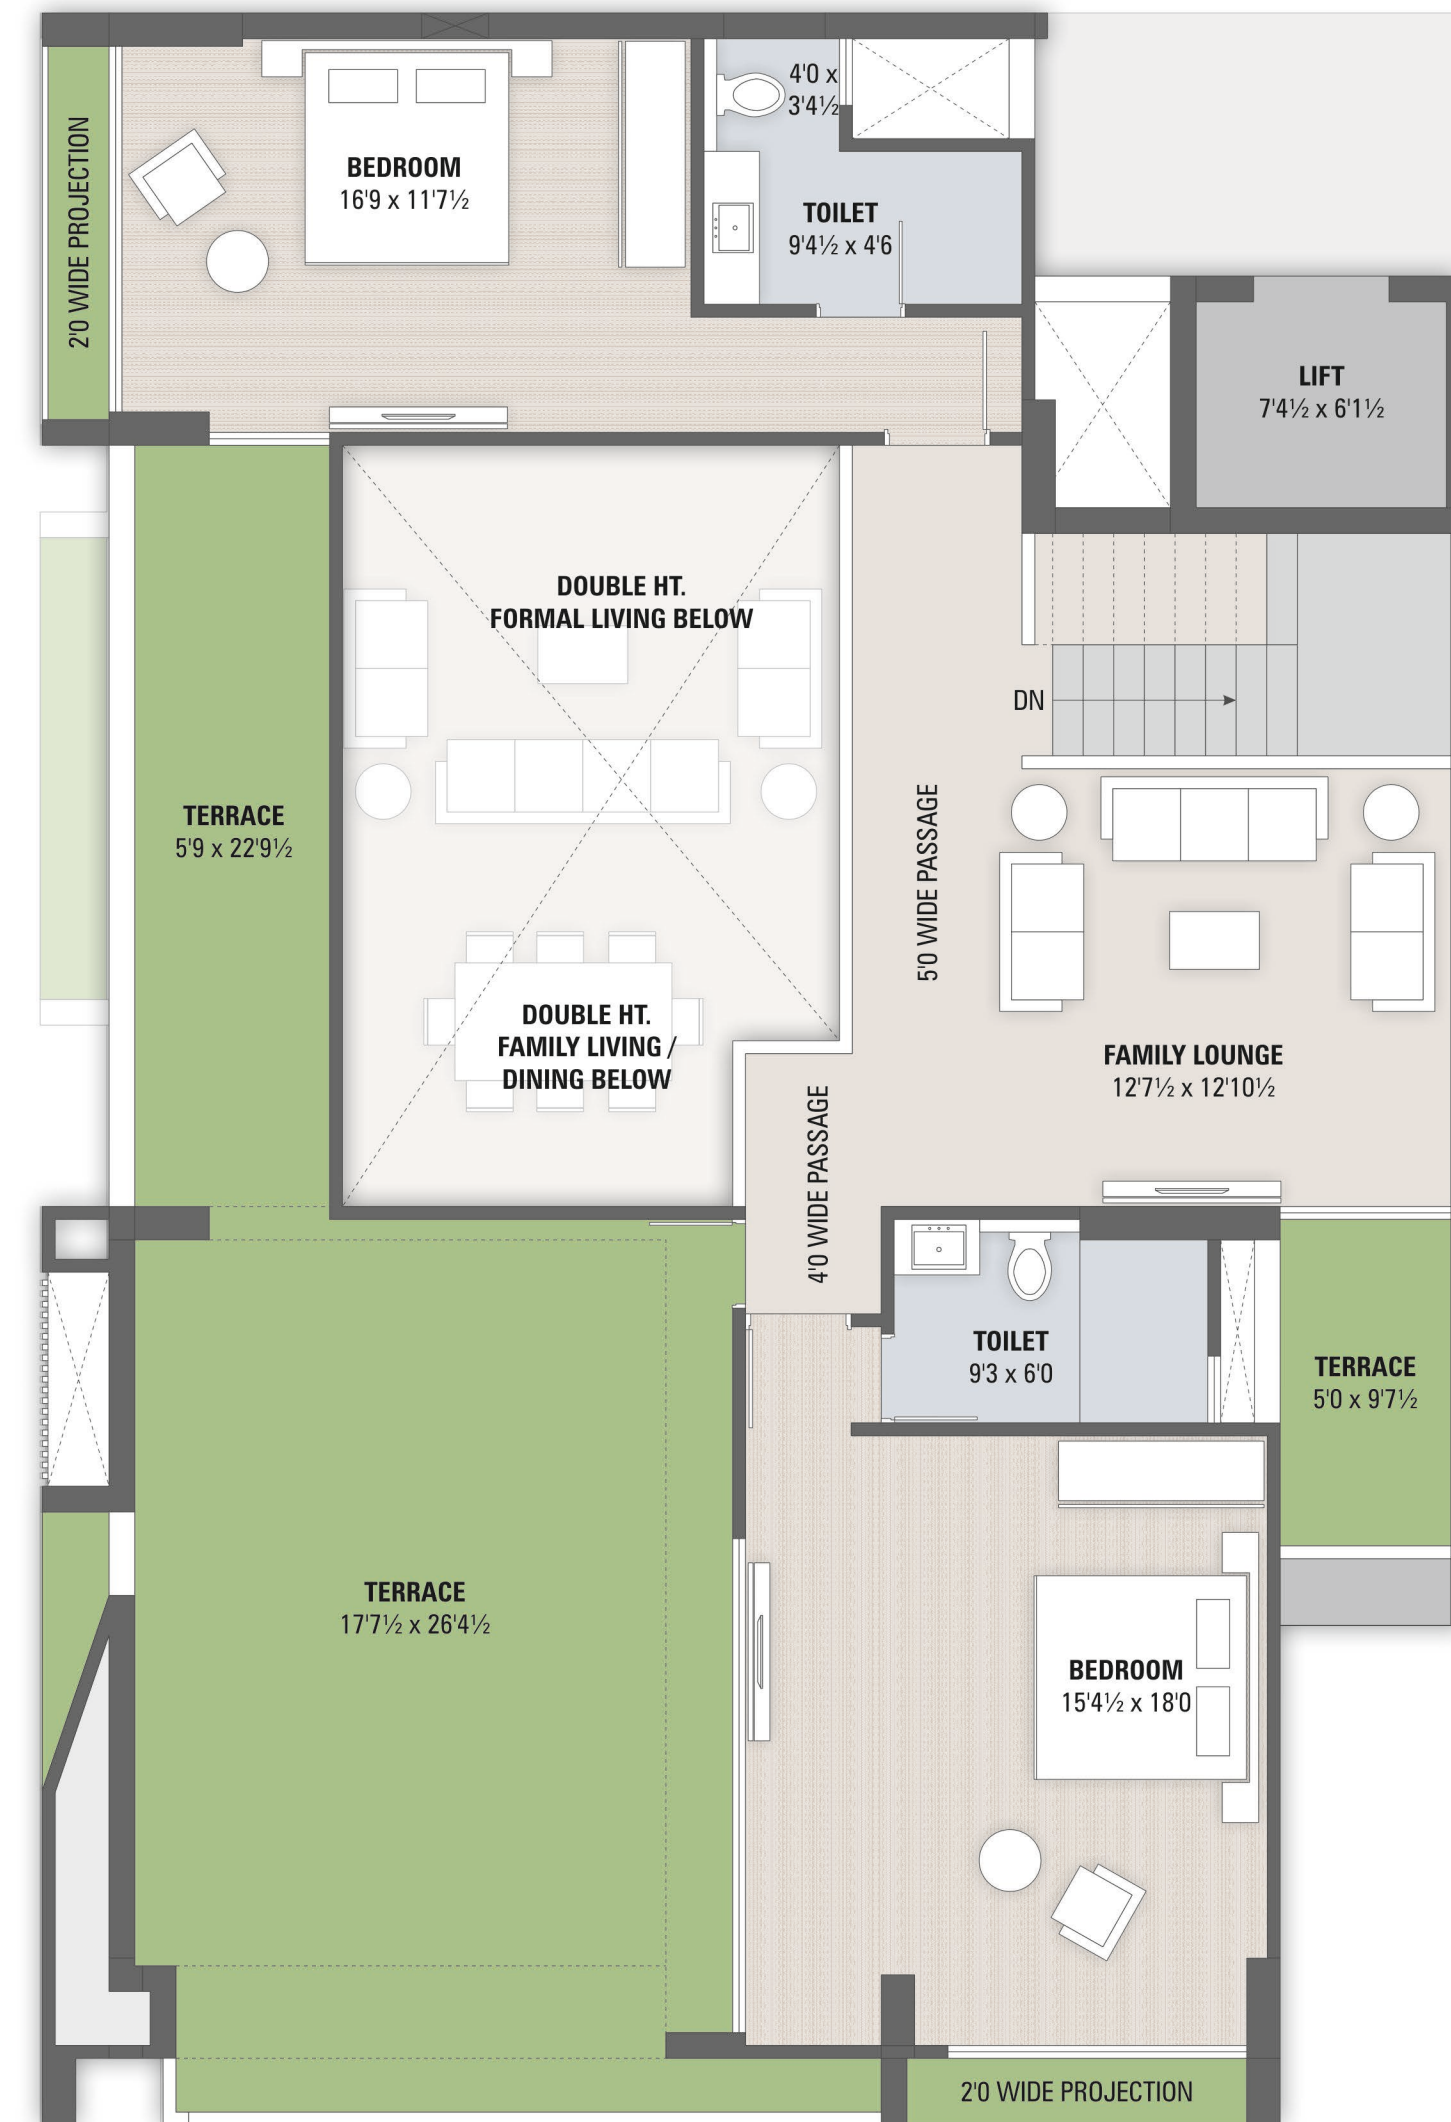 2'0 WIDE PROJECTION
BEDROOM
16'9 x 11'7½
4'0 x
3'4½
TOILET
9'4½ x 4'6
LIFT
7'4½ x 6'1½
DOUBLE HT.
FORMAL LIVING BELOW
DN
TERRACE
5'9 x 22'9½
5'0 WIDE PASSAGE
DOUBLE HT.
FAMILY LIVING /
DINING BELOW
FAMILY LOUNGE
12'7½ x 12'10½
4'0 WIDE PASSAGE
TOILET
9'3 x 6'0
TERRACE
5'0 x 9'7½
TERRACE
17'7½ x 26'4½
BEDROOM
15'4½ x 18'0
2'0 WIDE PROJECTION